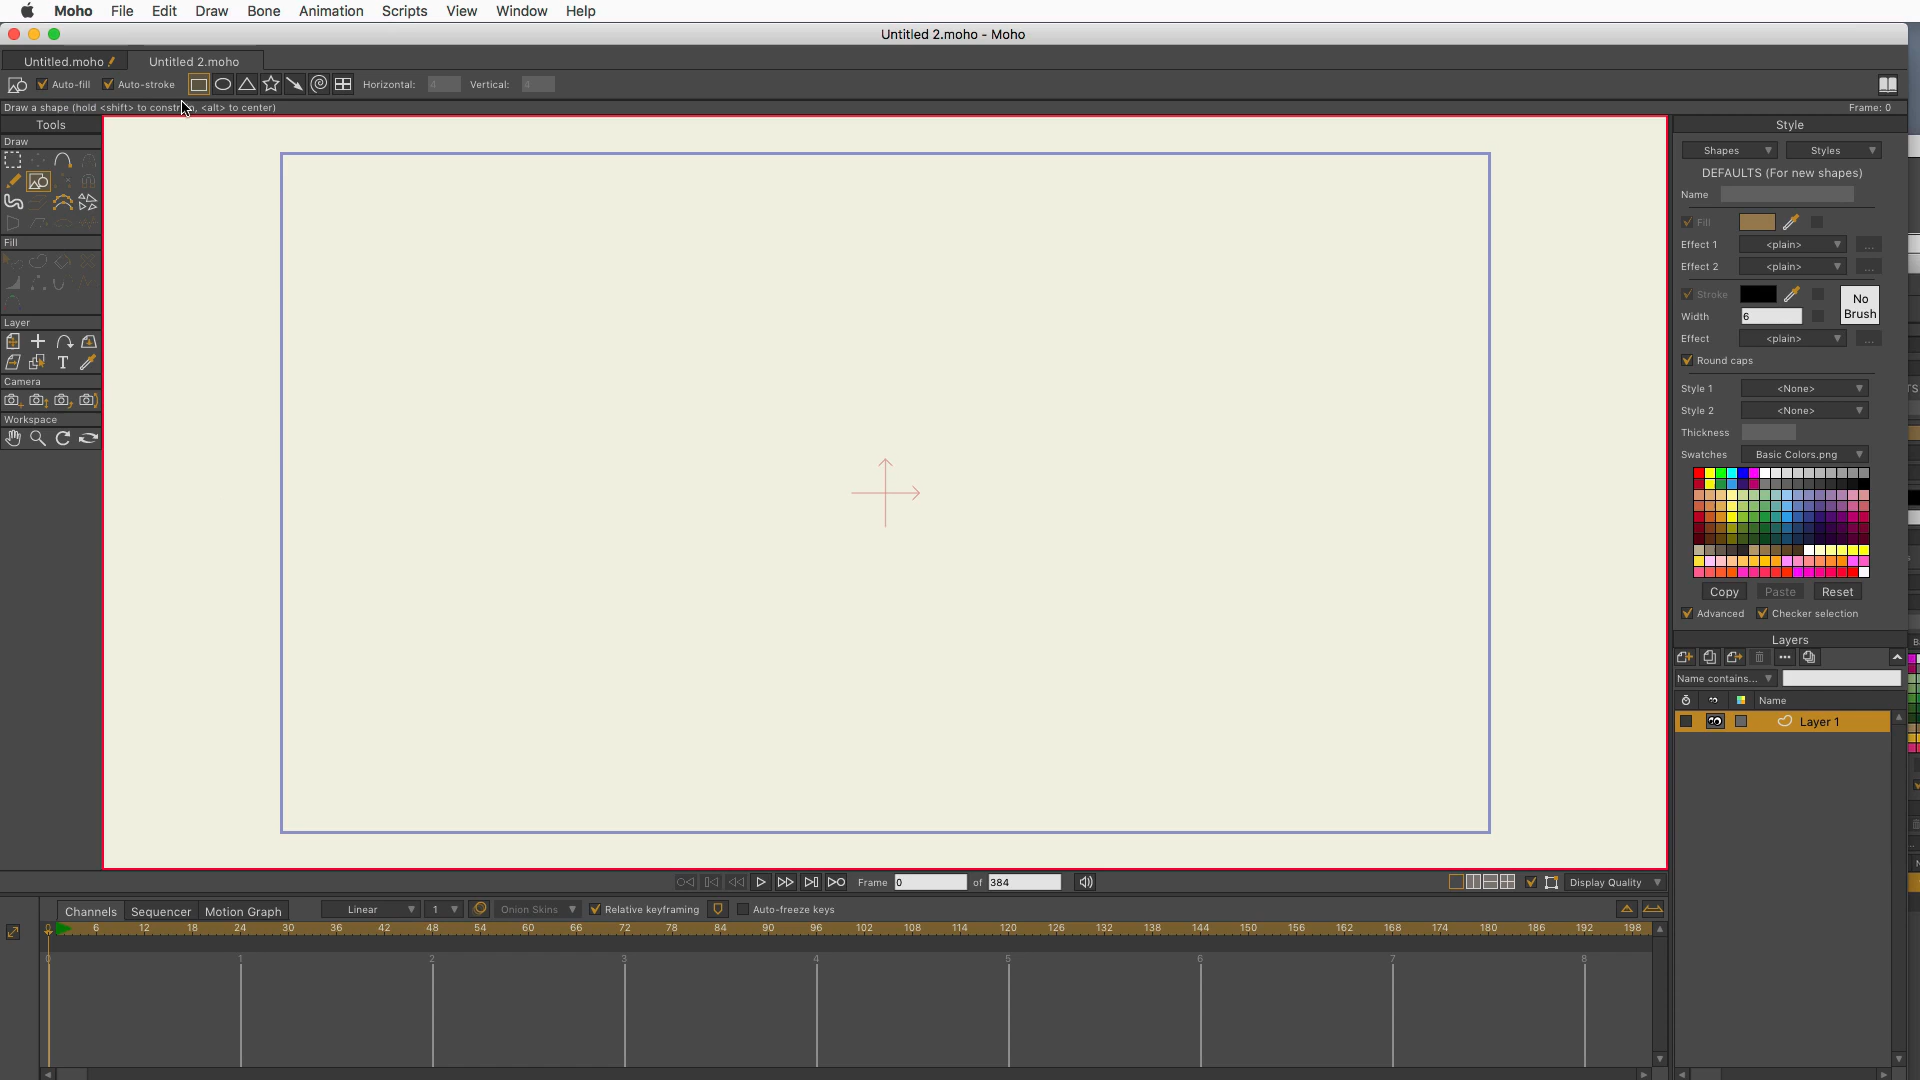 Moho File Edit Draw Bone Animation Scripts View Window Help
Untitled 2.moho - Moho
Untitled.moho Untitled 2.moho
Auto-fill Auto-stroke Horizontal: 4 Vertical: 4
Draw a shape (hold <shift> to constrain, <alt> to center) Frame: 0
Tools
Draw
Fill
Layer
T
Camera
Workspace
Style
Shapes Styles
DEFAULTS (For new shapes)
Name
Fill
Effect 1 <plain> ...
Effect 2 <plain> ...
Stroke No Brush
Width 6
Effect <plain> ...
Round caps
Style 1 <None>
Style 2 <None>
Thickness
Swatches Basic Colors.png
Copy Paste Reset
Advanced Checker selection
Layers
Name contains...
Name
Layer 1
Frame 0 of 384 Display Quality
Channels Sequencer Motion Graph Linear 1 Onion Skins Relative keyframing Auto-freeze keys
0 6 12 18 24 30 36 42 48 54 60 66 72 78 84 90 96 102 108 114 120 126 132 138 144 150 156 162 168 174 180 186 192 198
0 1 2 3 4 5 6 7 8